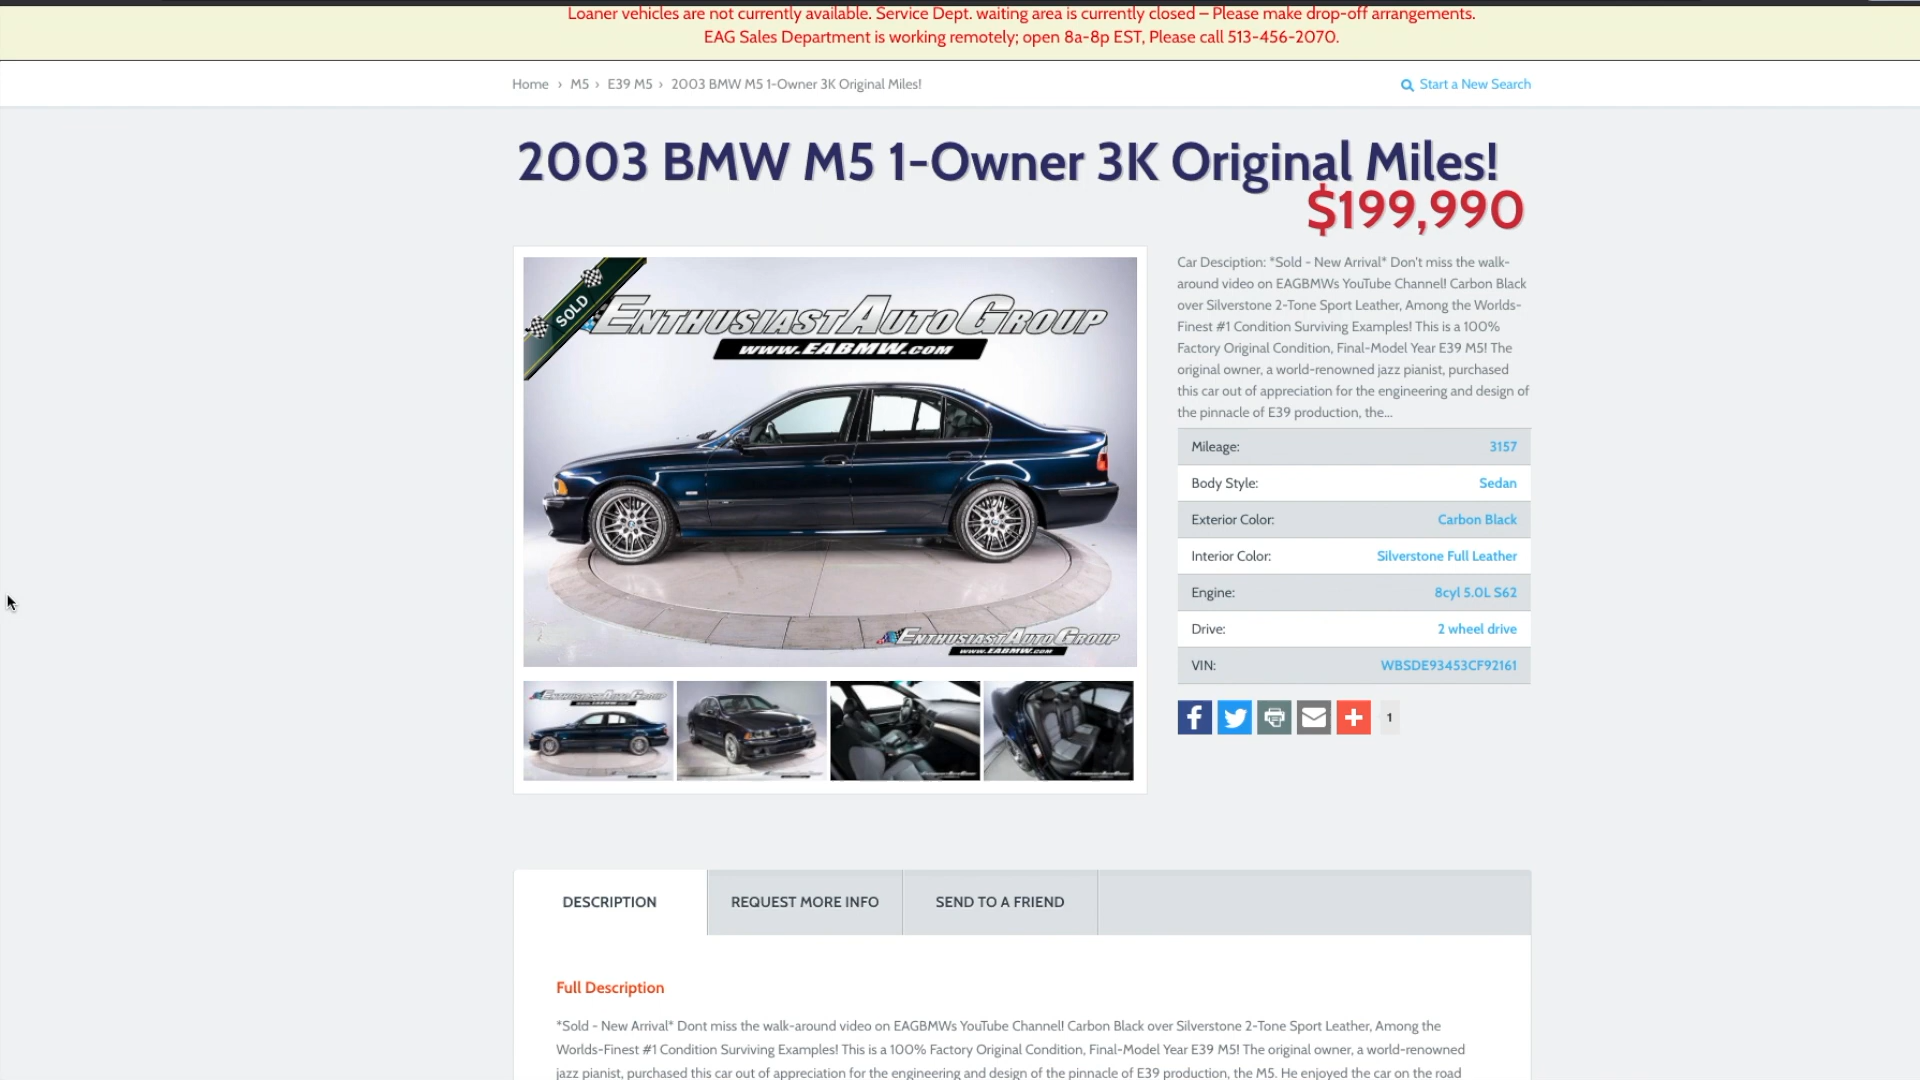 Loaner vehicles are not currently available. Service Dept. waiting area is currently closed – Please make drop-off arrangements.
EAG Sales Department is working remotely; open 8a-8p EST, Please call 513-456-2070.
Home › M5 › E39 M5 › 2003 BMW M5 1-Owner 3K Original Miles!
Start a New Search
2003 BMW M5 1-Owner 3K Original Miles!
$199,990
SOLD
ENTHUSIASTAUTOGROUP
WWW.EABMW.COM
ENTHUSIASTAUTOGROUP
WWW.EABMW.COM
Car Desciption: *Sold - New Arrival* Don't miss the walk-
around video on EAGBMWs YouTube Channel! Carbon Black
over Silverstone 2-Tone Sport Leather, Among the Worlds-
Finest #1 Condition Surviving Examples! This is a 100%
Factory Original Condition, Final-Model Year E39 M5! The
original owner, a world-renowned jazz pianist, purchased
this car out of appreciation for the engineering and design of
the pinnacle of E39 production, the...
Mileage: 3157
Body Style: Sedan
Exterior Color: Carbon Black
Interior Color: Silverstone Full Leather
Engine: 8cyl 5.0L S62
Drive: 2 wheel drive
VIN: WBSDE93453CF92161
1
ENTHUSIASTAUTOGROUP
WWW.EABMW.COM
DESCRIPTION
REQUEST MORE INFO
SEND TO A FRIEND
Full Description
*Sold - New Arrival* Dont miss the walk-around video on EAGBMWs YouTube Channel! Carbon Black over Silverstone 2-Tone Sport Leather, Among the
Worlds-Finest #1 Condition Surviving Examples! This is a 100% Factory Original Condition, Final-Model Year E39 M5! The original owner, a world-renowned
jazz pianist, purchased this car out of appreciation for the engineering and design of the pinnacle of E39 production, the M5. He enjoyed the car on the road